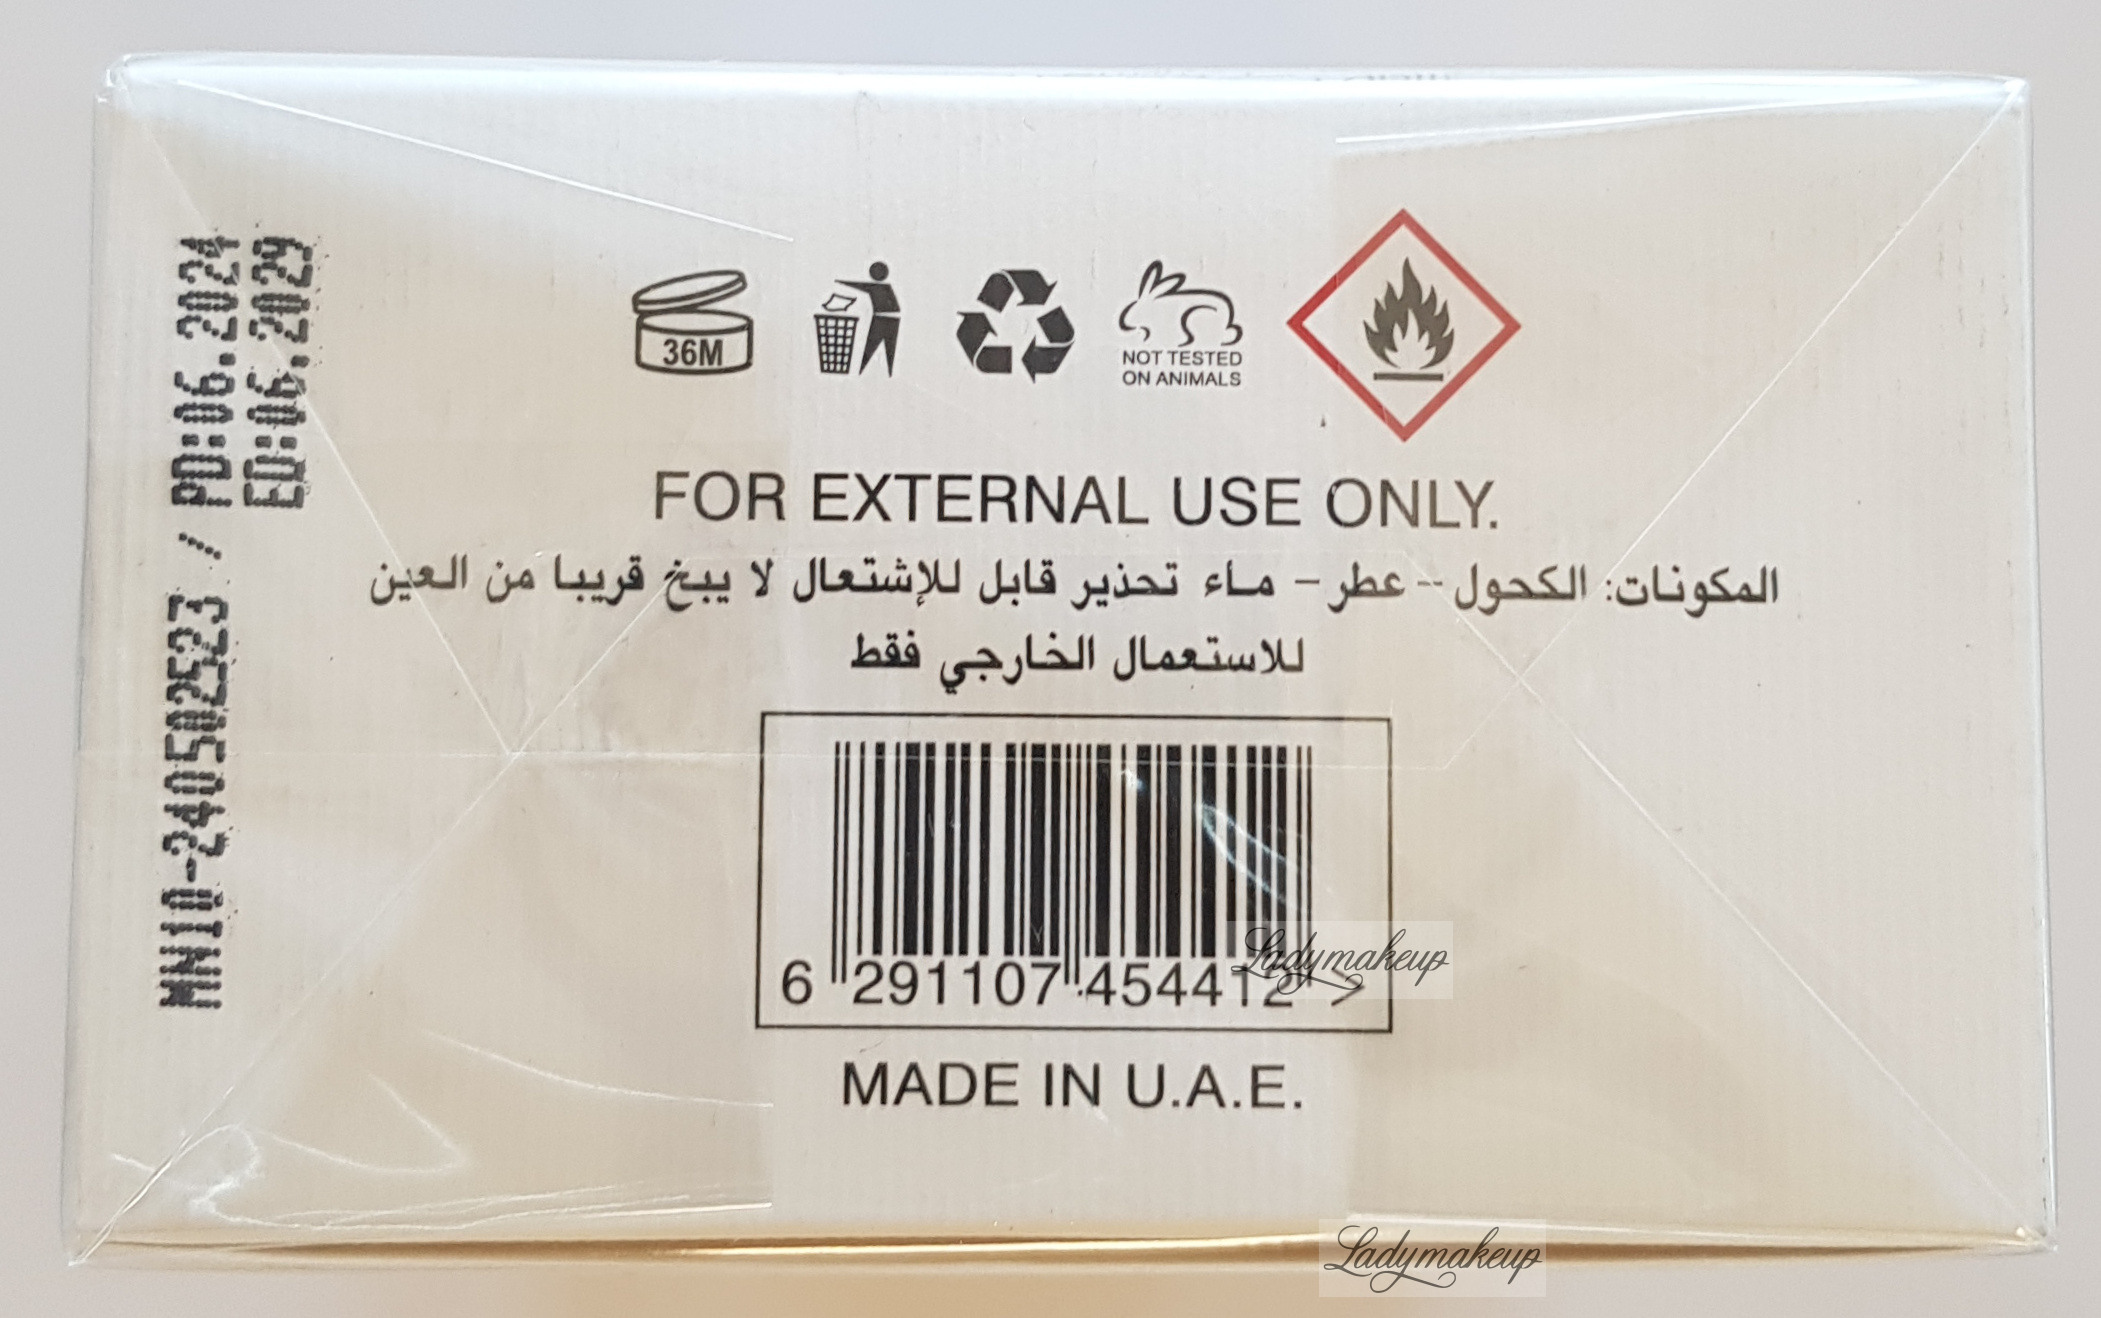 MN10-240502523 / PD:06.2024
ED:06.2029
36M
NOT TESTED
ON ANIMALS
FOR EXTERNAL USE ONLY.
المكونات: الكحول -- عطر - ماء تحذير قابل للإشتعال لا يبخ قريبا من العين
للاستعمال الخارجي فقط
6 291107 454412 >
MADE IN U.A.E.
Ladymakeup
Ladymakeup